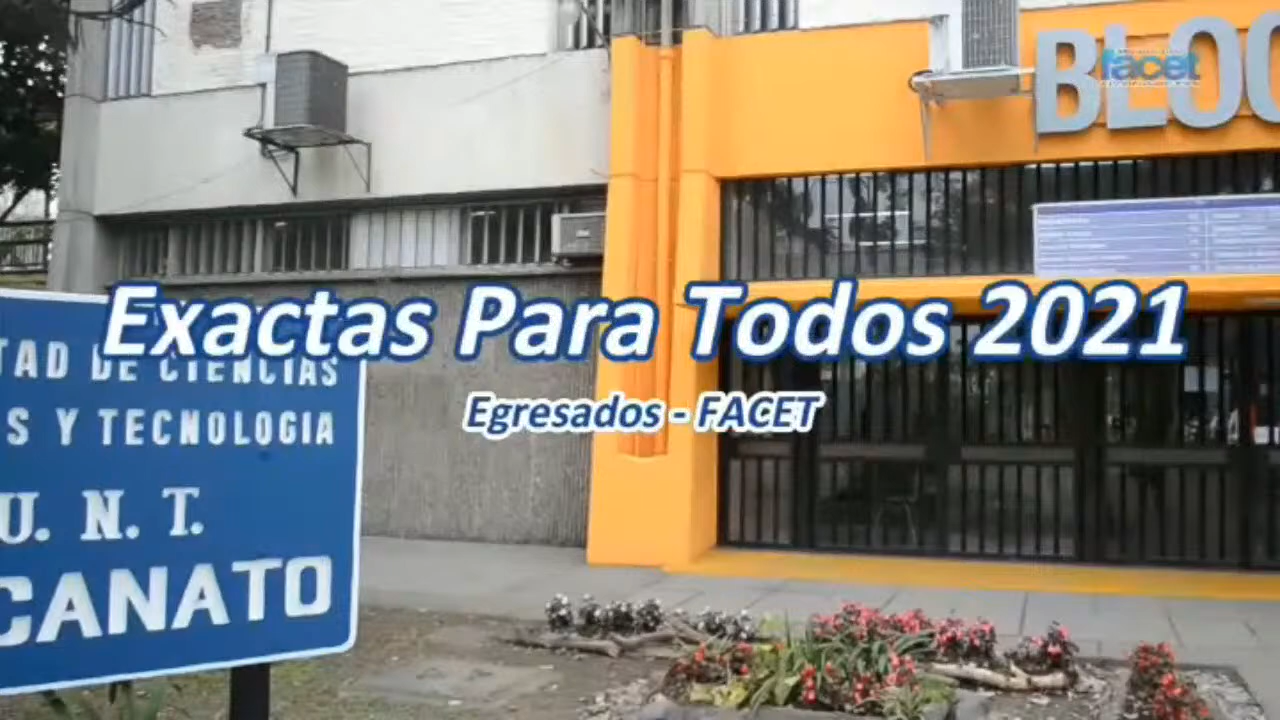 BLOC
facet
Exactas Para Todos 2021
Egresados - FACET
TAD DE CIENCIAS
S Y TECNOLOGIA
U. N. T.
CANATO